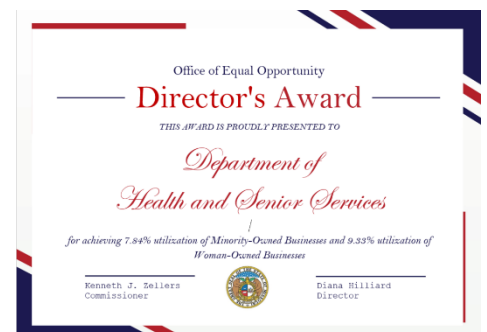 Office of Equal Opportunity
Director's Award
THIS AWARD IS PROUDLY PRESENTED TO
Department of
Health and Senior Services
/
for achieving 7.84% utilization of Minority-Owned Businesses and 9.33% utilization of
Woman-Owned Businesses
Kenneth J. Zellers
Commissioner
Diana Hilliard
Director